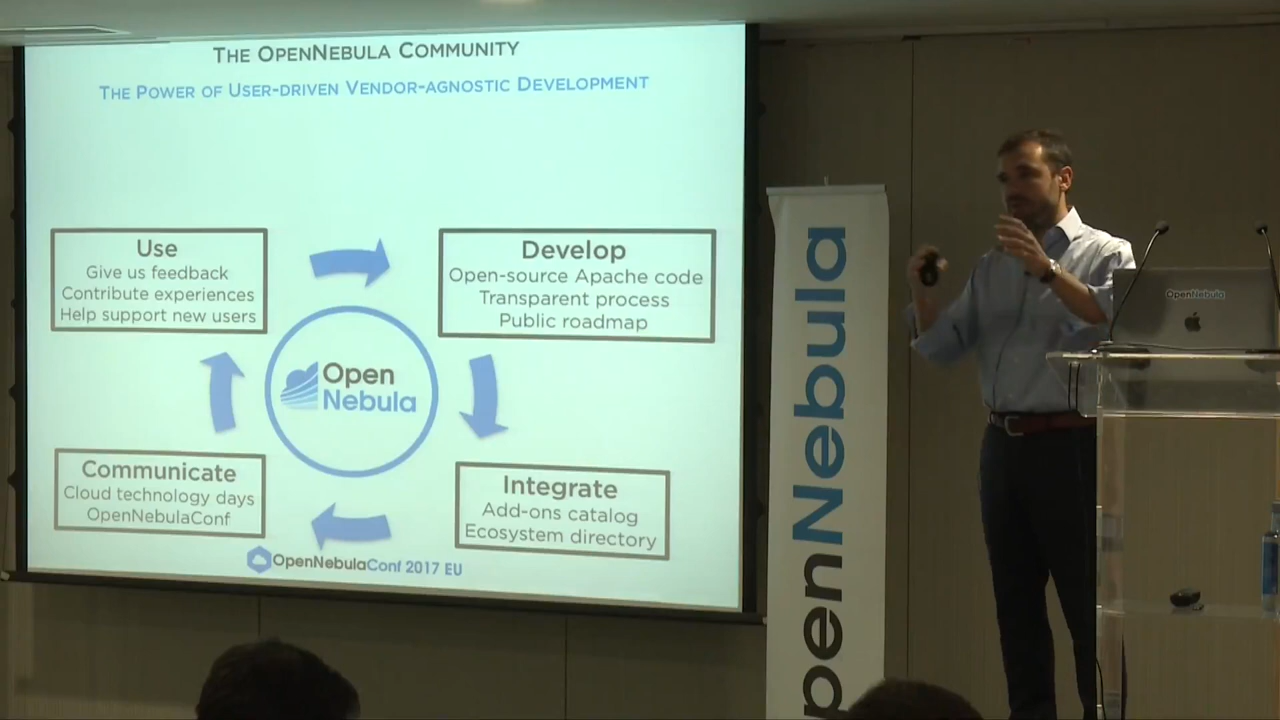 THE OPENNEBULA COMMUNITY
THE POWER OF USER-DRIVEN VENDOR-AGNOSTIC DEVELOPMENT
Use
Give us feedback
Contribute experiences
Help support new users
Develop
Open-source Apache code
Transparent process
Public roadmap
Open
Nebula
Communicate
Cloud technology days
OpenNebulaConf
Integrate
Add-ons catalog
Ecosystem directory
OpenNebulaConf 2017 EU
penNebula
OpenNebula